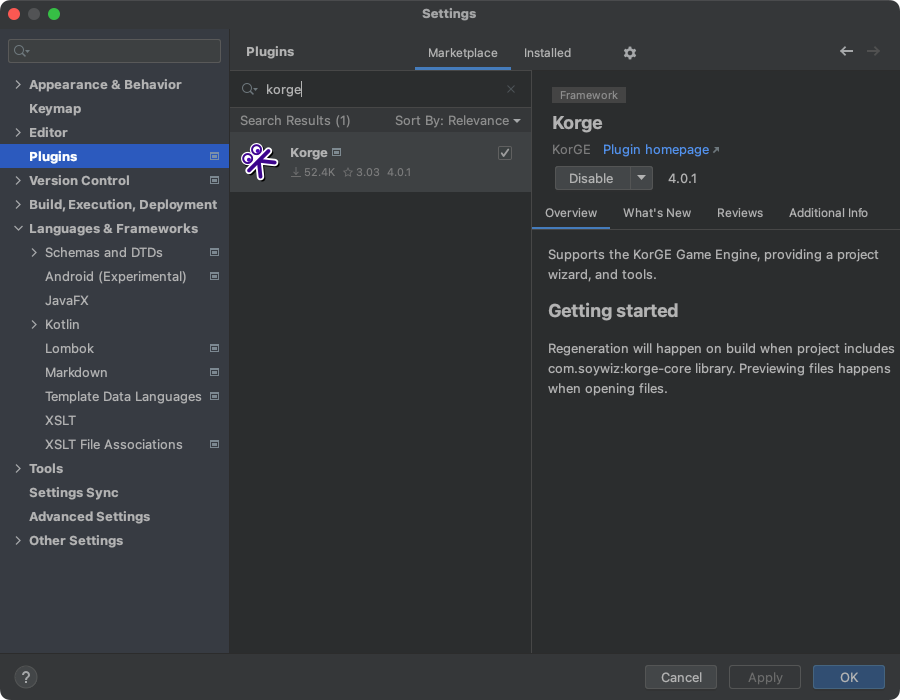 Settings
Appearance & Behavior
Keymap
Editor
Plugins
Version Control
Build, Execution, Deployment
Languages & Frameworks
Schemas and DTDs
Android (Experimental)
JavaFX
Kotlin
Lombok
Markdown
Template Data Languages
XSLT
XSLT File Associations
Tools
Settings Sync
Advanced Settings
Other Settings
Plugins
Marketplace
Installed
korge
Search Results (1)
Sort By: Relevance
Korge
52.4K 3.03 4.0.1
Framework
Korge
KorGE Plugin homepage
Disable
4.0.1
Overview
What's New
Reviews
Additional Info
Supports the KorGE Game Engine, providing a project
wizard, and tools.
Getting started
Regeneration will happen on build when project includes
com.soywiz:korge-core library. Previewing files happens
when opening files.
?
Cancel
Apply
OK